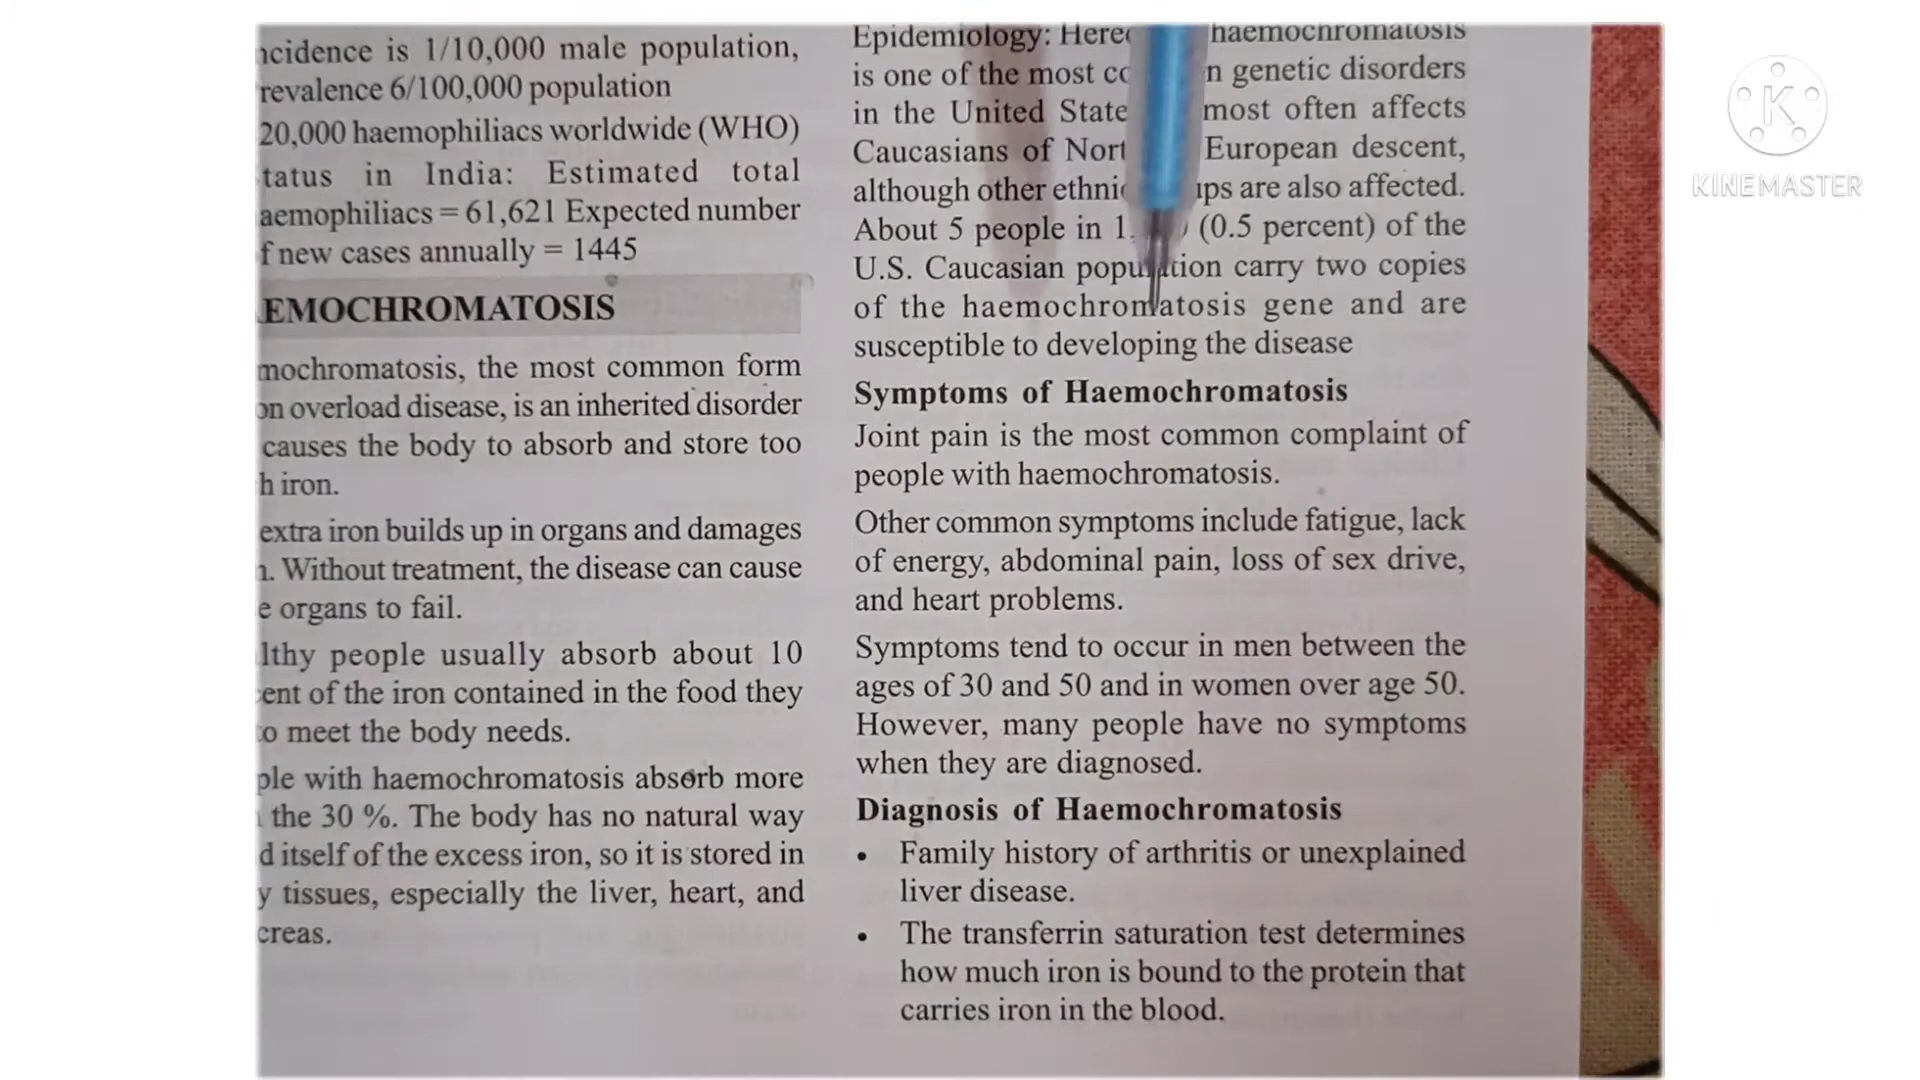 ncidence is 1/10,000 male population,
revalence 6/100,000 population
20,000 haemophiliacs worldwide (WHO)
tatus in India: Estimated total
aemophiliacs = 61,621 Expected number
f new cases annually = 1445
EMOCHROMATOSIS
mochromatosis, the most common form
on overload disease, is an inherited disorder
causes the body to absorb and store too
h iron.
extra iron builds up in organs and damages
. Without treatment, the disease can cause
e organs to fail.
lthy people usually absorb about 10
cent of the iron contained in the food they
to meet the body needs.
ple with haemochromatosis absorb more
the 30 %. The body has no natural way
d itself of the excess iron, so it is stored in
y tissues, especially the liver, heart, and
creas.
Epidemiology: Here haemochromatosis
is one of the most co n genetic disorders
in the United State most often affects
Caucasians of Nort European descent,
although other ethni ups are also affected.
About 5 people in 1 (0.5 percent) of the
U.S. Caucasian population carry two copies
of the haemochromatosis gene and are
susceptible to developing the disease
Symptoms of Haemochromatosis
Joint pain is the most common complaint of
people with haemochromatosis.
Other common symptoms include fatigue, lack
of energy, abdominal pain, loss of sex drive,
and heart problems.
Symptoms tend to occur in men between the
ages of 30 and 50 and in women over age 50.
However, many people have no symptoms
when they are diagnosed.
Diagnosis of Haemochromatosis
• Family history of arthritis or unexplained
liver disease.
• The transferrin saturation test determines
how much iron is bound to the protein that
carries iron in the blood.
K
KINEMASTER